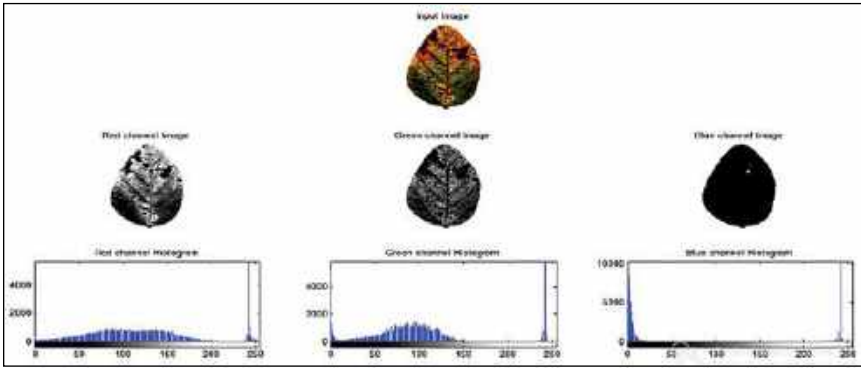 Input Image
Red channel Image
Green channel Image
Blue channel Image
Red channel Histogram
Green channel Histogram
Blue channel Histogram
4000
2000
0
0 50 100 150 200 250
4000
2000
0
0 50 100 150 200 250
10000
5000
0
0 50 100 150 200 250